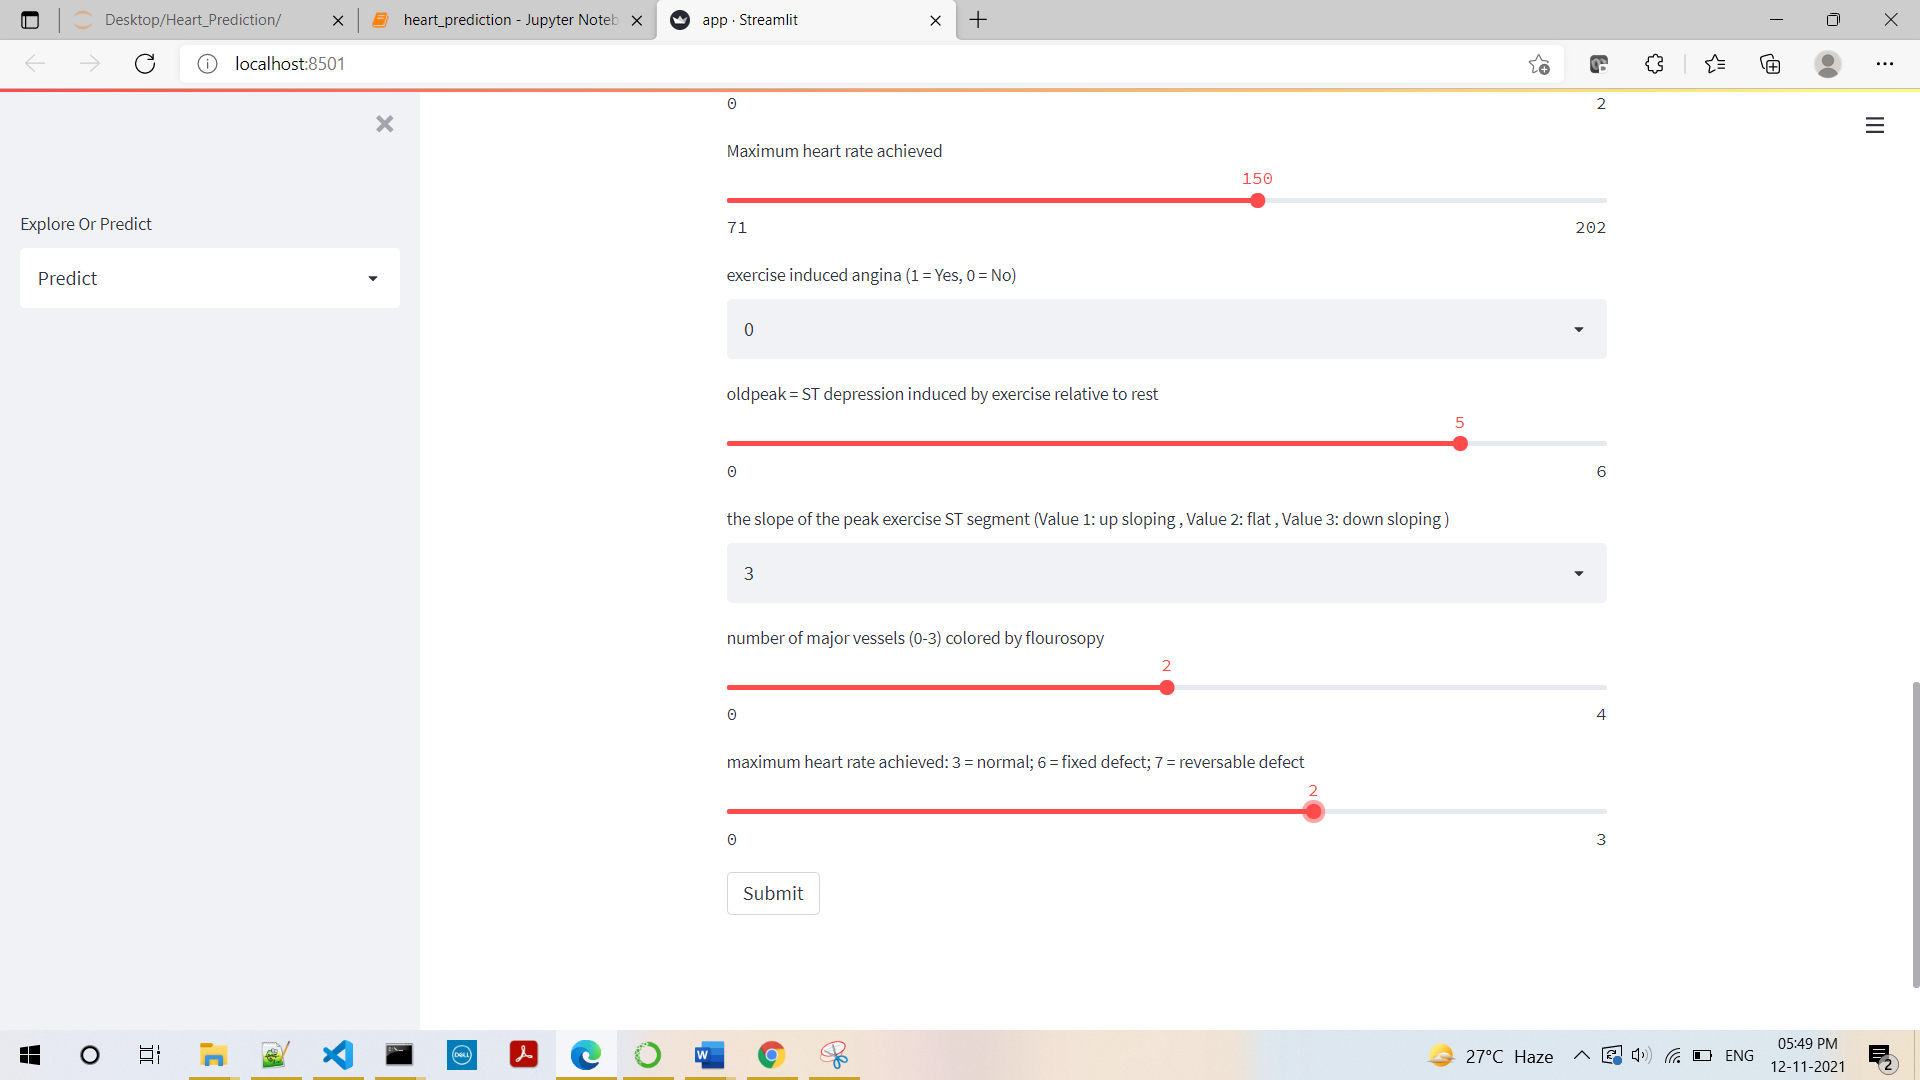 Desktop/Heart_Prediction/
heart_prediction - Jupyter Noteb
app · Streamlit
localhost:8501
Explore Or Predict
Predict
0 2
Maximum heart rate achieved
150
71 202
exercise induced angina (1 = Yes, 0 = No)
0
oldpeak = ST depression induced by exercise relative to rest
5
0 6
the slope of the peak exercise ST segment (Value 1: up sloping , Value 2: flat , Value 3: down sloping )
3
number of major vessels (0-3) colored by flourosopy
2
0 4
maximum heart rate achieved: 3 = normal; 6 = fixed defect; 7 = reversable defect
2
0 3
Submit
DELL
W
27°C Haze
ENG
05:49 PM
12-11-2021
2